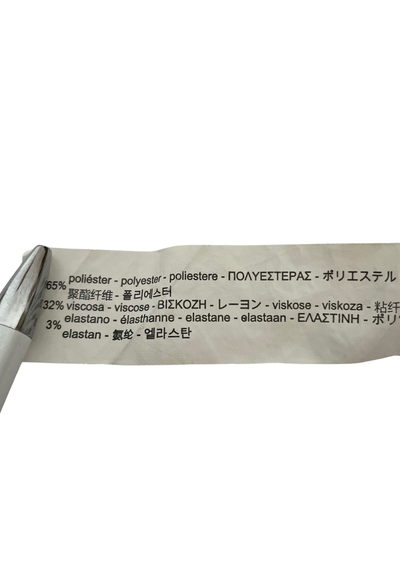 65% poliéster - polyester - poliestere - ΠΟΛΥΕΣΤΕΡΑΣ - ポリエステル
聚酯纤维 - 폴리에스터
32% viscosa - viscose - ΒΙΣΚΟΖΗ - レーヨン - viskose - viskoza - 粘纤
3% elastano - élasthanne - elastane - elastaan - ΕΛΑΣΤΙΝΗ - ポリ
elastan - 氨纶 - 엘라스탄